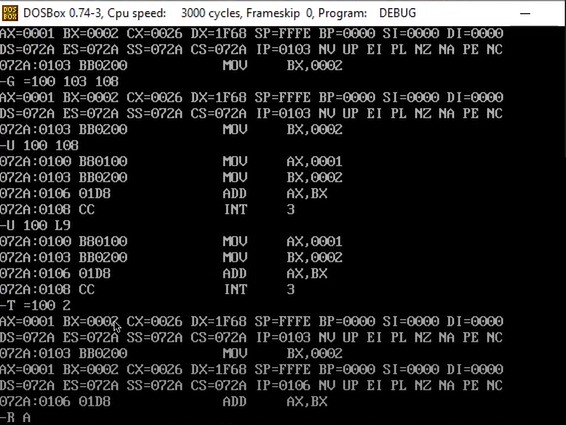 DOSBox 0.74-3, Cpu speed:    3000 cycles, Frameskip  0, Program:    DEBUG
AX=0001 BX=0002 CX=0026 DX=1F68 SP=FFFE BP=0000 SI=0000 DI=0000
DS=072A ES=072A SS=072A CS=072A IP=0103 NV UP EI PL NZ NA PE NC
072A:0103 BB0200        MOV     BX,0002
-G =100 103 108
AX=0001 BX=0002 CX=0026 DX=1F68 SP=FFFE BP=0000 SI=0000 DI=0000
DS=072A ES=072A SS=072A CS=072A IP=0103 NV UP EI PL NZ NA PE NC
072A:0103 BB0200        MOV     BX,0002
-U 100 108
072A:0100 B80100        MOV     AX,0001
072A:0103 BB0200        MOV     BX,0002
072A:0106 01D8          ADD     AX,BX
072A:0108 CC            INT     3
-U 100 L9
072A:0100 B80100        MOV     AX,0001
072A:0103 BB0200        MOV     BX,0002
072A:0106 01D8          ADD     AX,BX
072A:0108 CC            INT     3
-T =100 2
AX=0001 BX=0002 CX=0026 DX=1F68 SP=FFFE BP=0000 SI=0000 DI=0000
DS=072A ES=072A SS=072A CS=072A IP=0103 NV UP EI PL NZ NA PE NC
072A:0103 BB0200        MOV     BX,0002
AX=0001 BX=0002 CX=0026 DX=1F68 SP=FFFE BP=0000 SI=0000 DI=0000
DS=072A ES=072A SS=072A CS=072A IP=0106 NV UP EI PL NZ NA PE NC
072A:0106 01D8          ADD     AX,BX
-R A